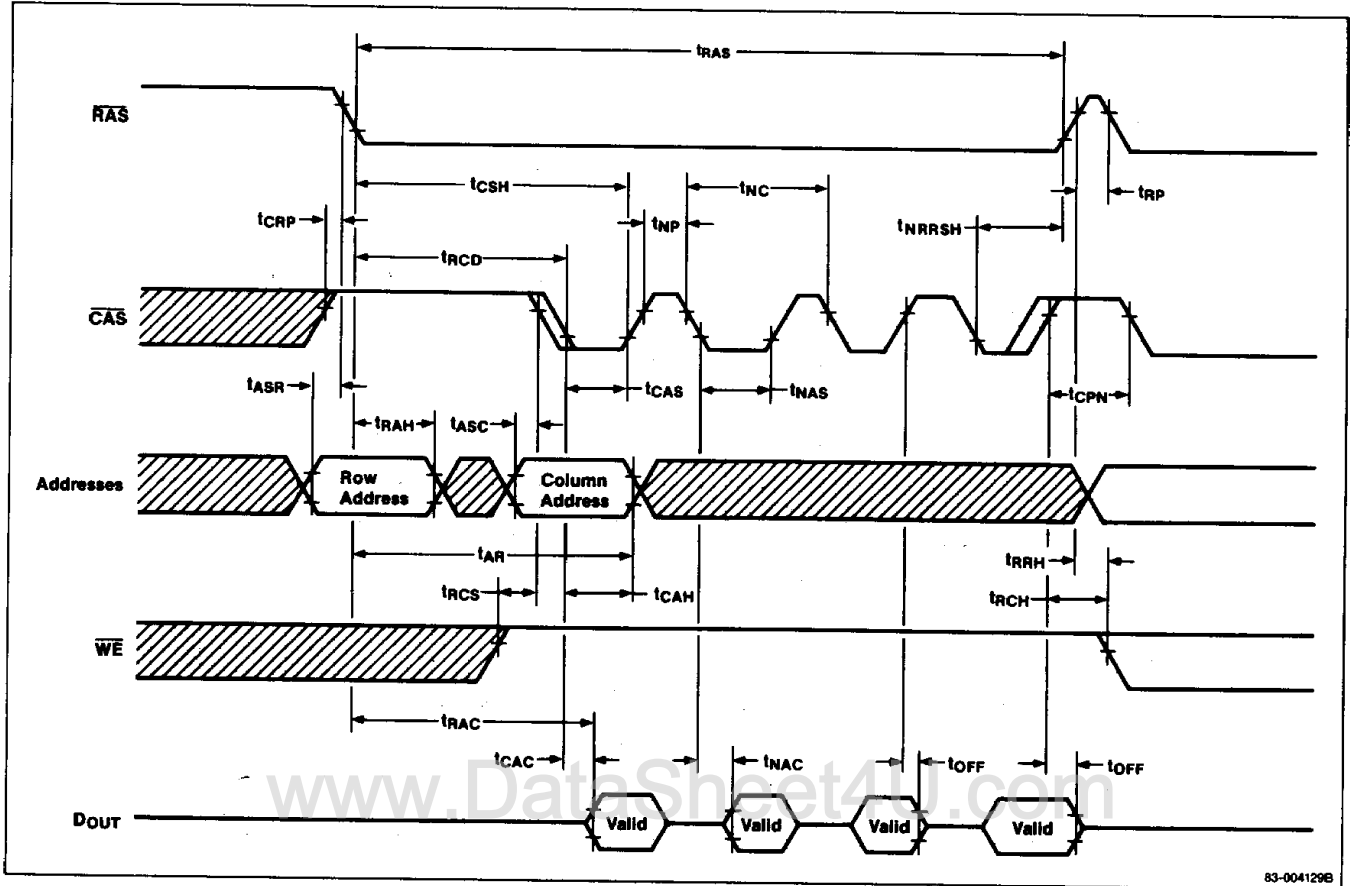 tRAS
RAS
tCSH
tNC
tRP
tCRP
tNP
tNRRSH
tRCD
CAS
tASR
tCAS
tNAS
tCPN
tRAH
tASC
Addresses
Row Address
Column Address
tAR
tRRH
tRCS
tCAH
tRCH
WE
tRAC
tCAC
tNAC
tOFF
tOFF
www.DataSheet4U.com
DOUT
Valid
Valid
Valid
Valid
83-004129B